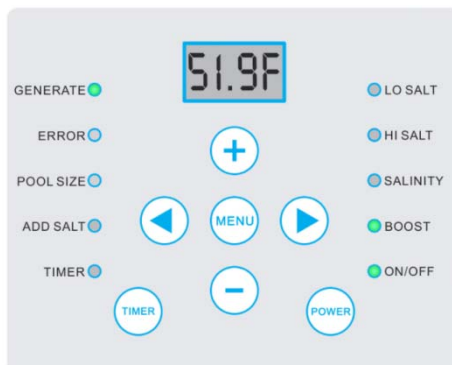 51.9F
GENERATE
LO SALT
ERROR
HI SALT
POOL SIZE
MENU
SALINITY
ADD SALT
BOOST
TIMER
ON/OFF
TIMER
POWER